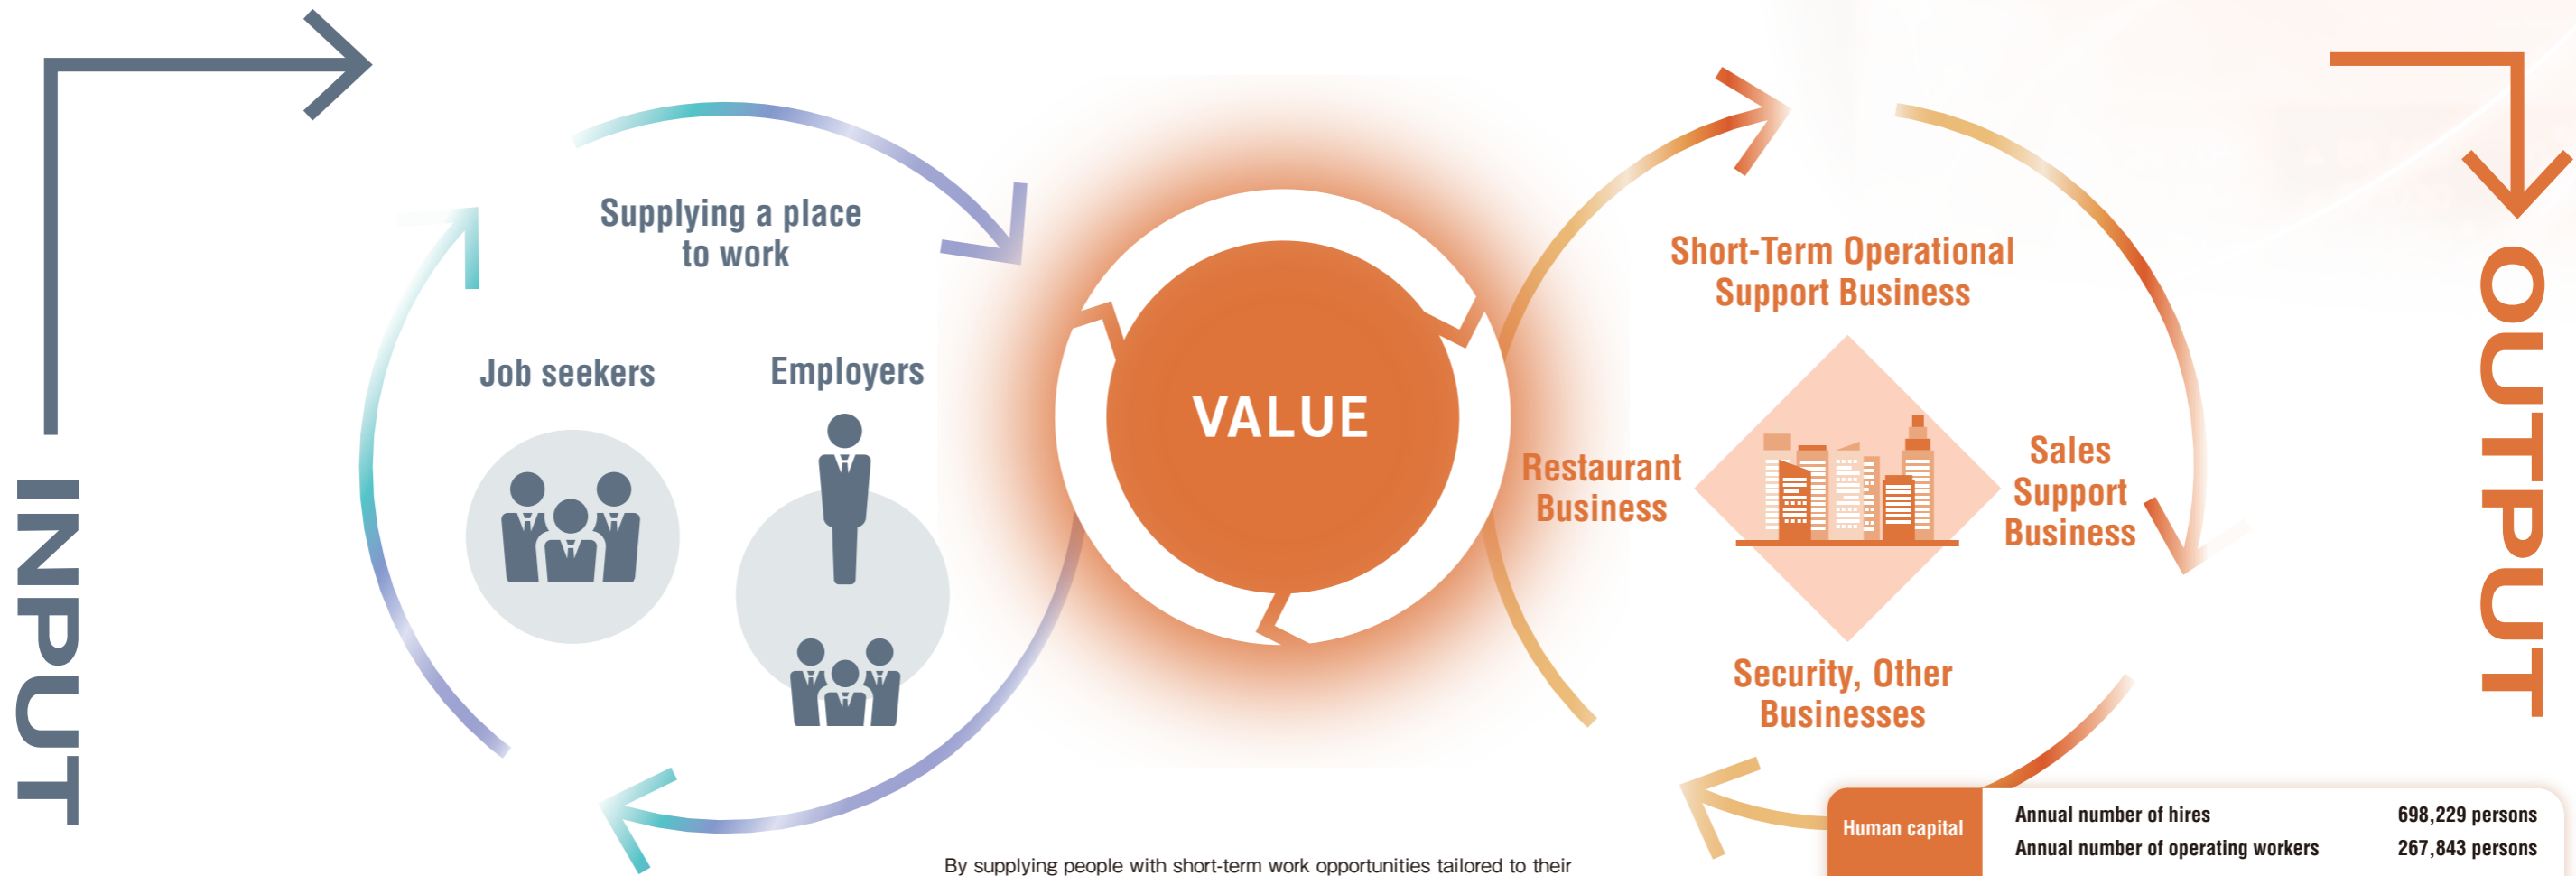 INPUT
Supplying a place
to work
Job seekers
Employers
VALUE
Short-Term Operational
Support Business
Restaurant
Business
Sales
Support
Business
Security, Other
Businesses
OUTPUT
Human capital
Annual number of hires 698,229 persons
Annual number of operating workers 267,843 persons
By supplying people with short-term work opportunities tailored to their